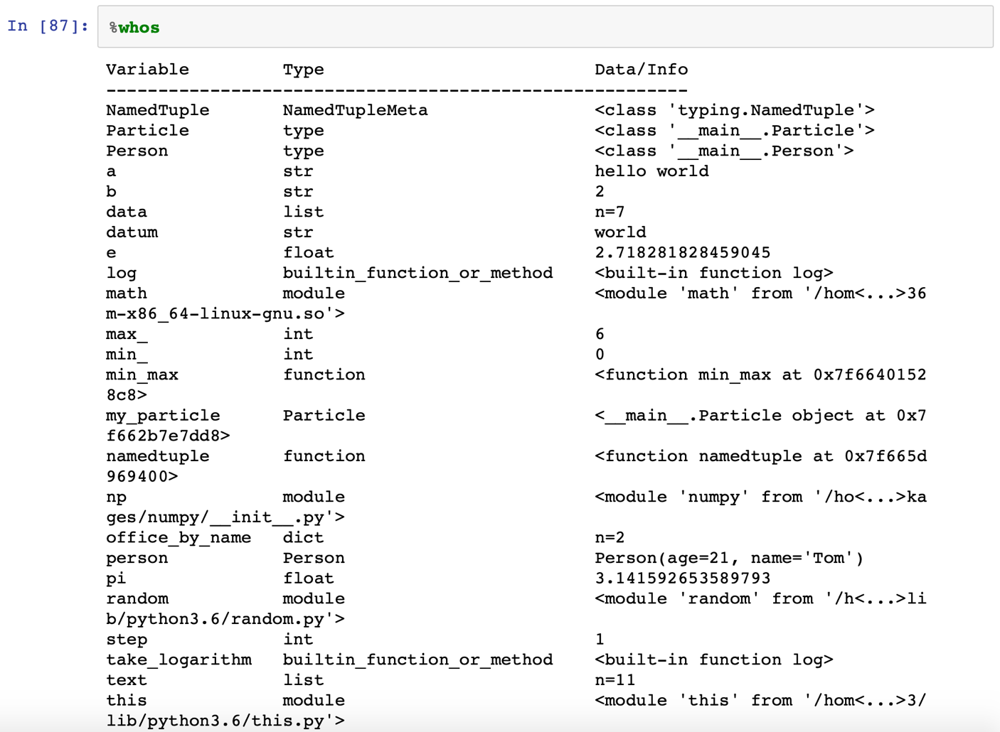 In [87]: %whos
Variable Type Data/Info
--------------------------------------------------------
NamedTuple NamedTupleMeta <class 'typing.NamedTuple'>
Particle type <class '__main__.Particle'>
Person type <class '__main__.Person'>
a str hello world
b str 2
data list n=7
datum str world
e float 2.718281828459045
log builtin_function_or_method <built-in function log>
math module <module 'math' from '/hom<...>36
m-x86_64-linux-gnu.so'>
max_ int 6
min_ int 0
min_max function <function min_max at 0x7f6640152
8c8>
my_particle Particle <__main__.Particle object at 0x7
f662b7e7dd8>
namedtuple function <function namedtuple at 0x7f665d
969400>
np module <module 'numpy' from '/ho<...>ka
ges/numpy/__init__.py'>
office_by_name dict n=2
person Person Person(age=21, name='Tom')
pi float 3.141592653589793
random module <module 'random' from '/h<...>li
b/python3.6/random.py'>
step int 1
take_logarithm builtin_function_or_method <built-in function log>
text list n=11
this module <module 'this' from '/hom<...>3/
lib/python3.6/this.py'>